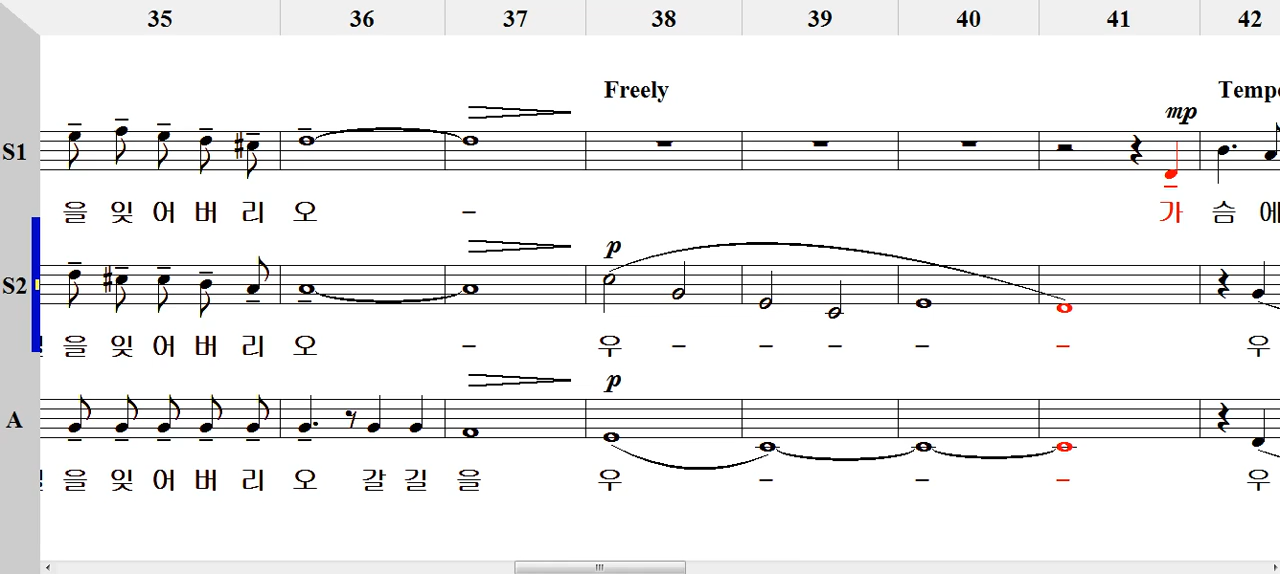 35 36 37 38 39 40 41 42
Freely Tempo
mp
S1
을 잊 어 버 리 오 - 가 슴 에
p
S2
을 잊 어 버 리 오 - 우 - - - - - 우
p
A
을 잊 어 버 리 오 갈 길 을 우 - - - 우